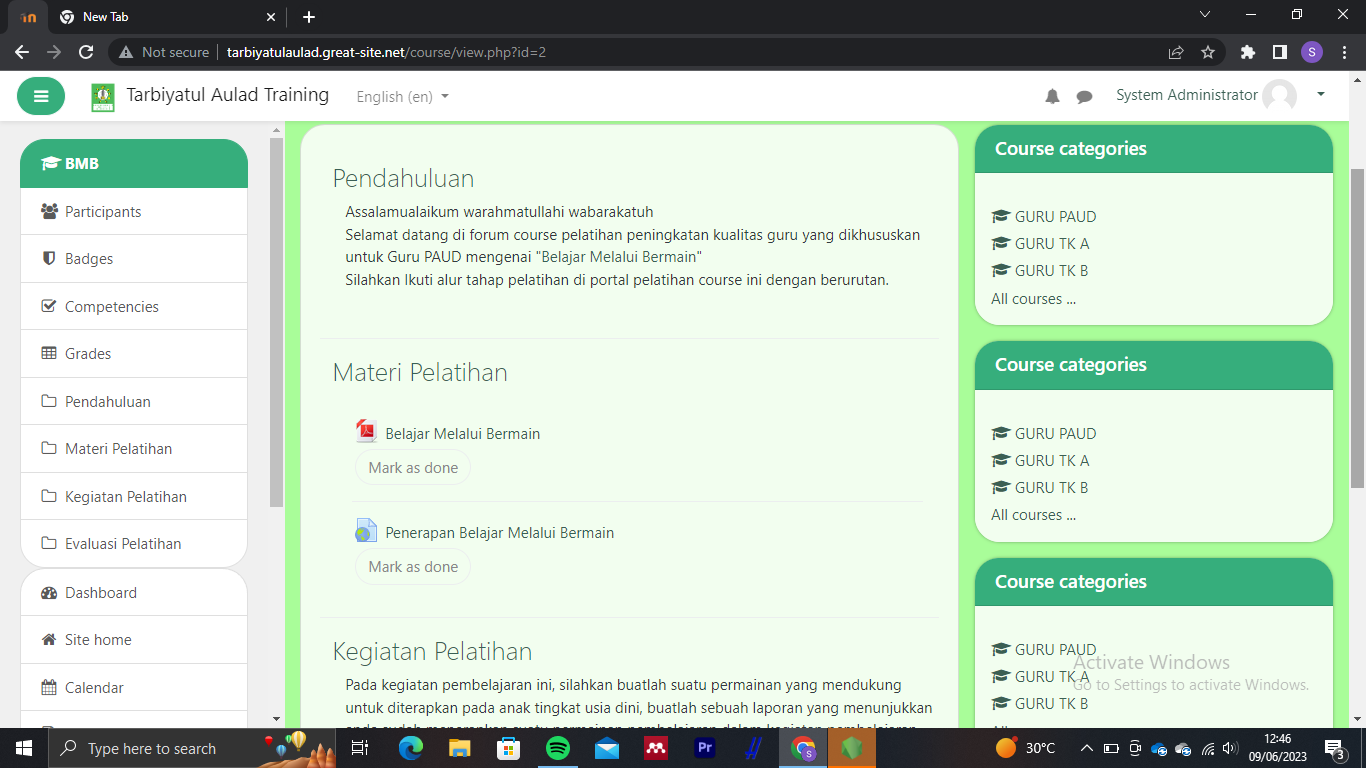 New Tab
Not secure
tarbiyatulaulad.great-site.net/course/view.php?id=2
S
Tarbiyatul Aulad Training
English (en)
System Administrator
BMB
Participants
Badges
Competencies
Grades
Pendahuluan
Materi Pelatihan
Kegiatan Pelatihan
Evaluasi Pelatihan
Dashboard
Site home
Calendar
Pendahuluan
Assalamualaikum warahmatullahi wabarakatuh
Selamat datang di forum course pelatihan peningkatan kualitas guru yang dikhususkan
untuk Guru PAUD mengenai "Belajar Melalui Bermain"
Silahkan Ikuti alur tahap pelatihan di portal pelatihan course ini dengan berurutan.
Materi Pelatihan
Belajar Melalui Bermain
Mark as done
Penerapan Belajar Melalui Bermain
Mark as done
Kegiatan Pelatihan
Pada kegiatan pembelajaran ini, silahkan buatlah suatu permainan yang mendukung
untuk diterapkan pada anak tingkat usia dini, buatlah sebuah laporan yang menunjukkan
Course categories
GURU PAUD
GURU TK A
GURU TK B
All courses ...
Course categories
GURU PAUD
GURU TK A
GURU TK B
All courses ...
Course categories
GURU PAUD
GURU TK A
GURU TK B
Activate Windows
Go to Settings to activate Windows.
Type here to search
Pr
S
30°C
12:46
09/06/2023
3